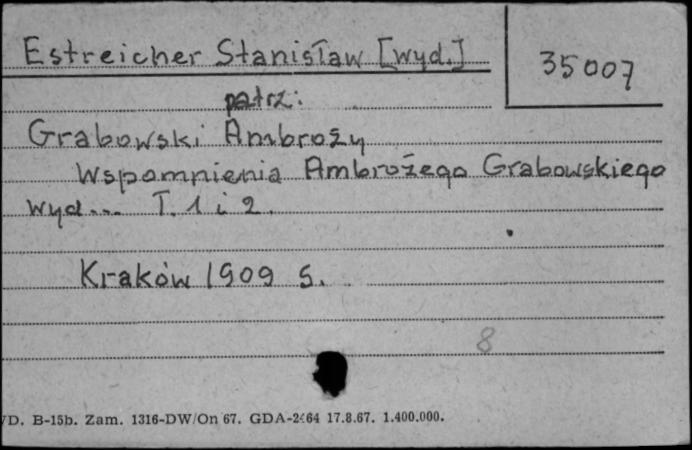 Estreicher Stanisław [wyd.]
35007
patrz:
Grabowski Ambroży
Wspomnienia Ambrożego Grabowskiego
wyd... T. 1 i 2.
Kraków 1909 S.
8
D. B-15b. Zam. 1316-DW/On 67. GDA-2464 17.8.67. 1.400.000.